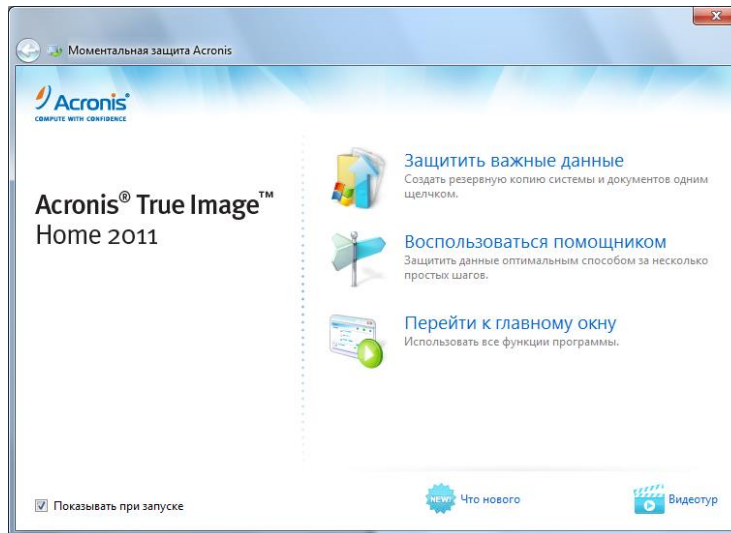 Моментальная защита Acronis
Acronis®
COMPUTE WITH CONFIDENCE
Acronis® True Image™
Home 2011
Защитить важные данные
Создать резервную копию системы и документов одним
щелчком.
Воспользоваться помощником
Защитить данные оптимальным способом за несколько
простых шагов.
Перейти к главному окну
Использовать все функции программы.
Показывать при запуске
NEW!
Что нового
Видеотур